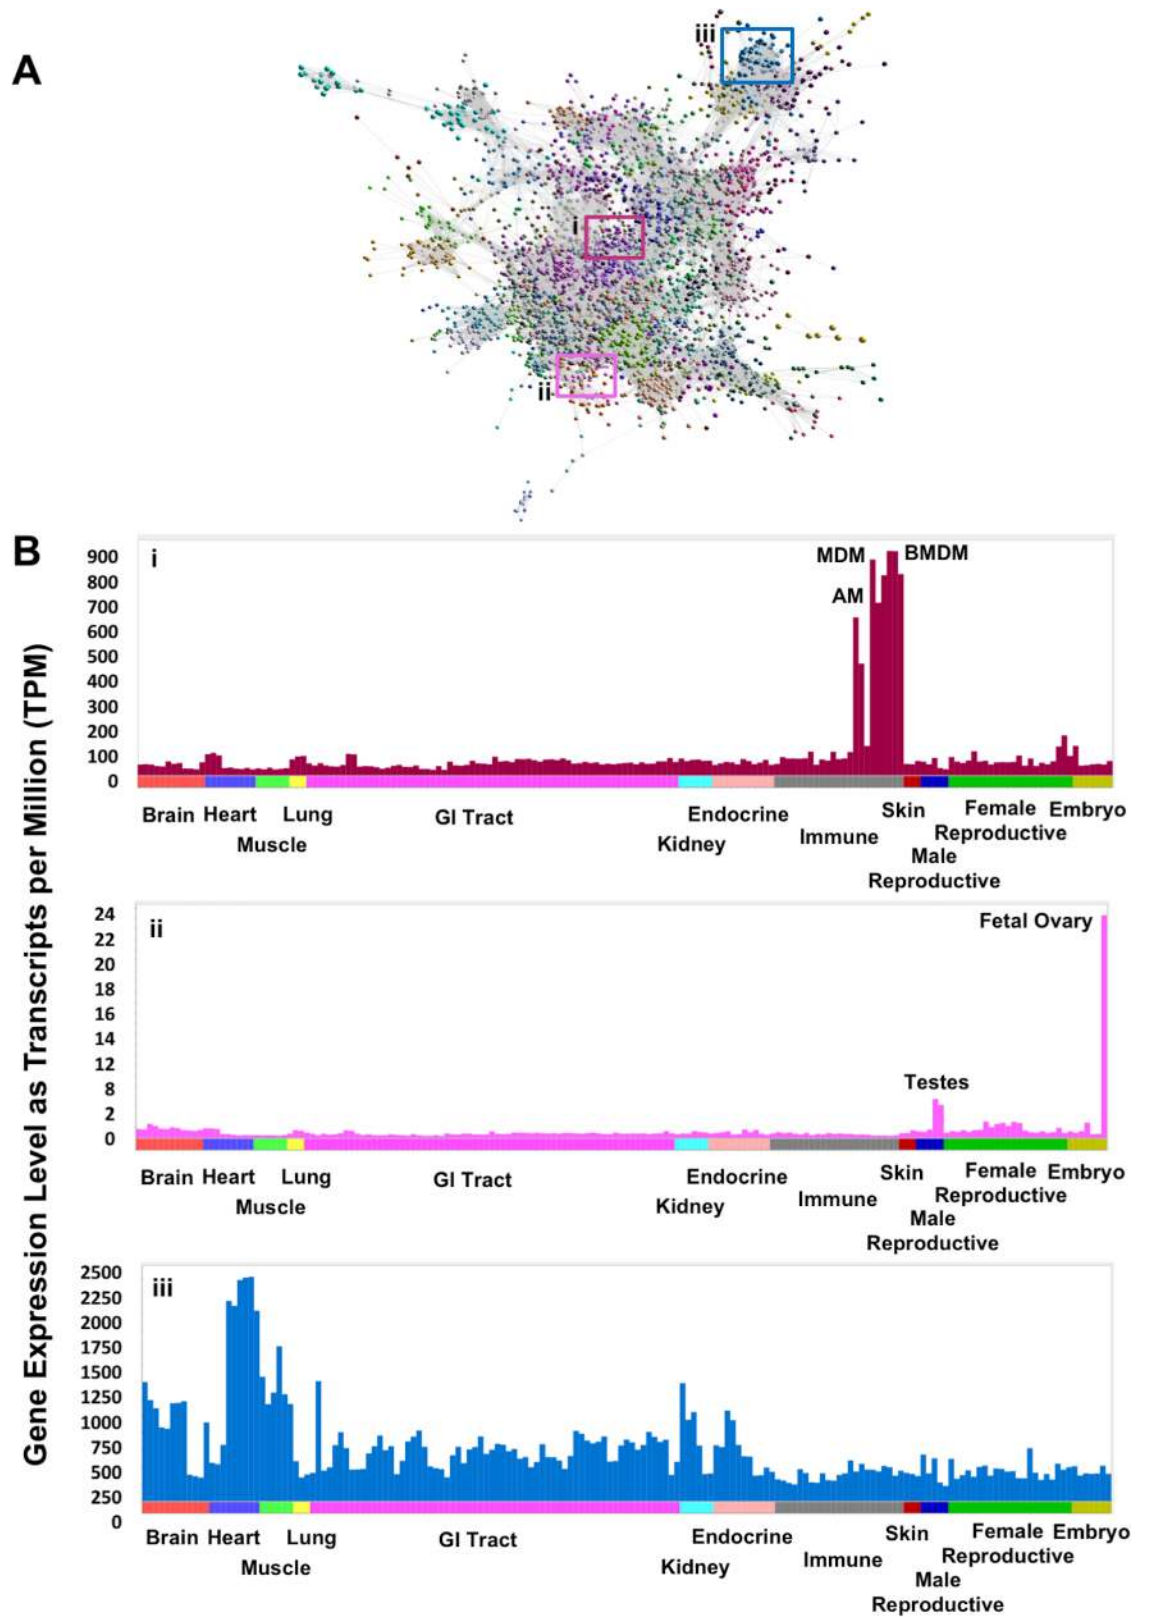 A
iii
i
ii
B
Gene Expression Level as Transcripts per Million (TPM)
i
900
800
700
600
500
400
300
200
100
0
MDM
BMDM
AM
Brain Heart Lung GI Tract Endocrine Skin Female Embryo
Muscle Kidney Immune Reproductive
Male
Reproductive
ii
24
22
20
18
16
14
12
8
2
0
Fetal Ovary
Testes
Brain Heart Lung GI Tract Endocrine Skin Female Embryo
Muscle Kidney Immune Reproductive
Male
Reproductive
iii
2500
2250
2000
1750
1500
1250
1000
750
500
250
0
Brain Heart Lung GI Tract Endocrine Skin Female Embryo
Muscle Kidney Immune Reproductive
Male
Reproductive